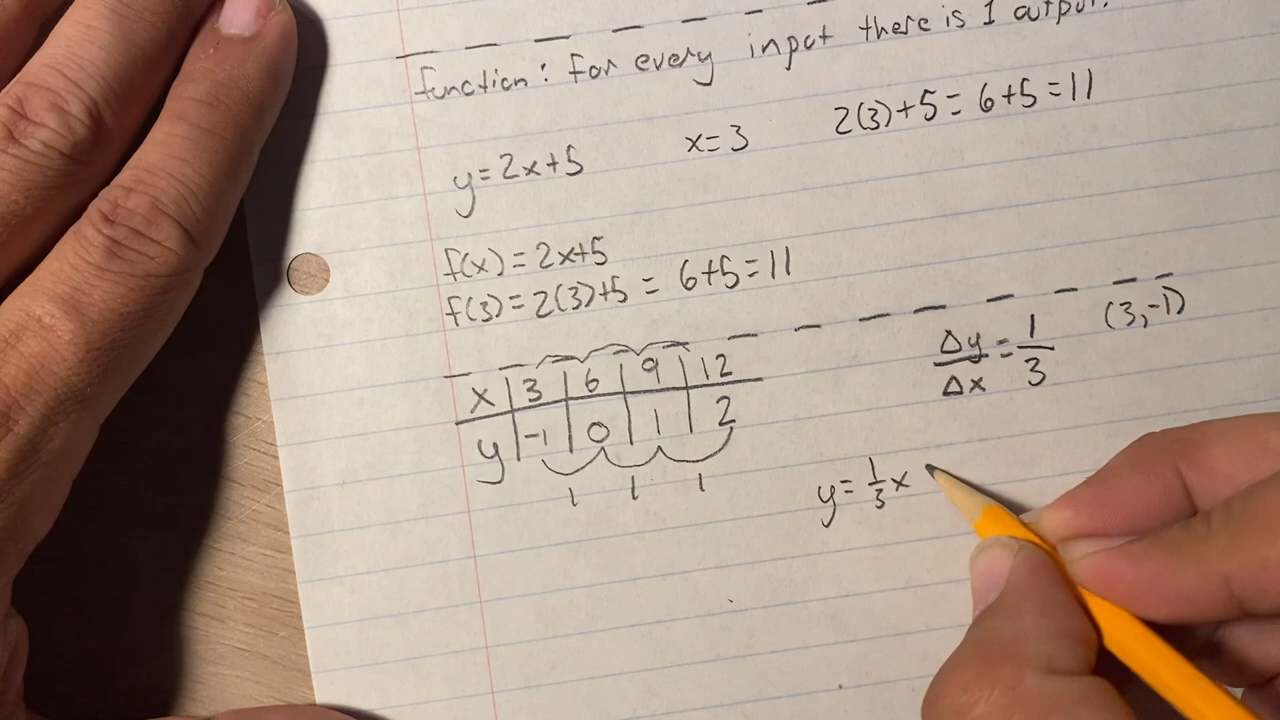 function: for every input there is 1 output.
y=2x+5 x=3 2(3)+5=6+5=11
f(x)=2x+5
f(3)=2(3)+5= 6+5=11
x 3 6 9 12
y -1 0 1 2
1 1 1
Δy/Δx=1/3 (3,-1)
y=1/3x